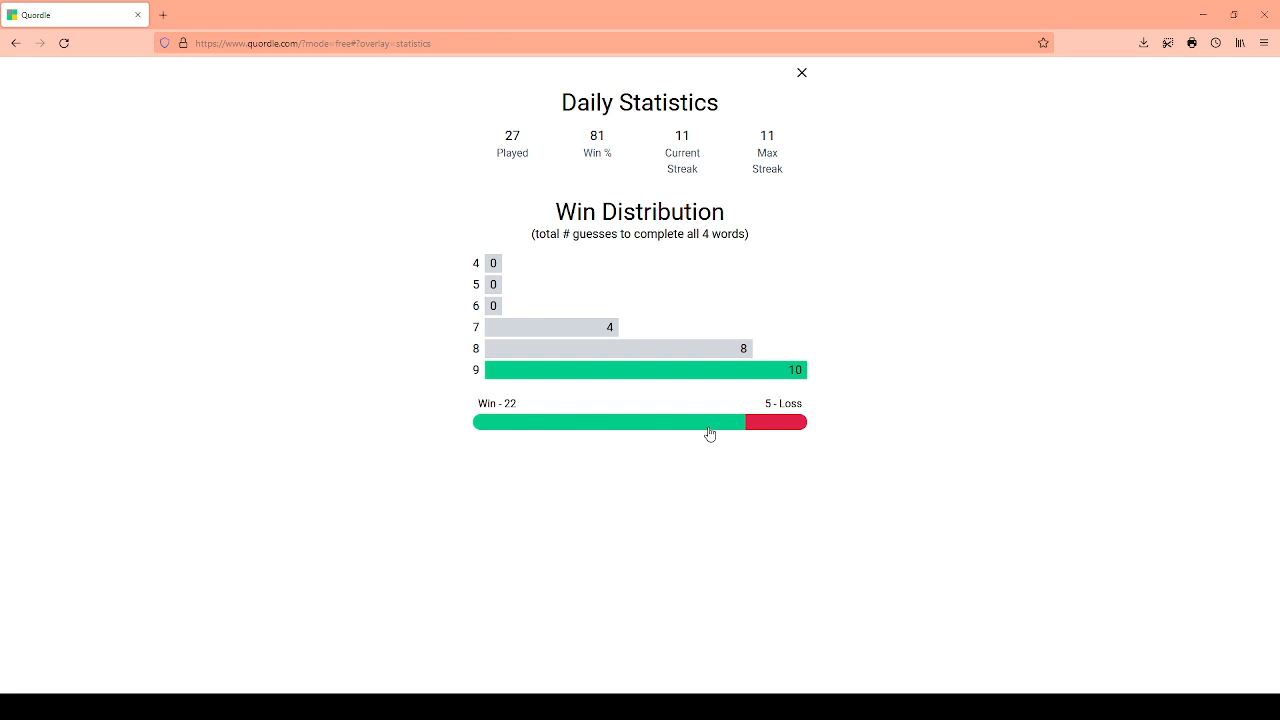 Quordle
https://www.quordle.com/?mode=free#?overlay=statistics
Daily Statistics
27 81 11 11
Played Win % Current Streak Max Streak
Win Distribution
(total # guesses to complete all 4 words)
4 0
5 0
6 0
7 4
8 8
9 10
Win - 22 5 - Loss